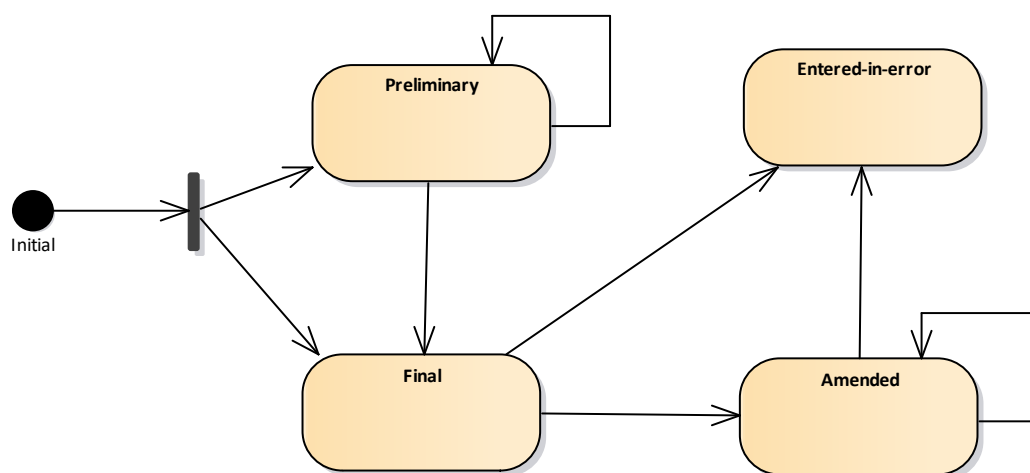 Preliminary
Entered-in-error
Initial
Final
Amended